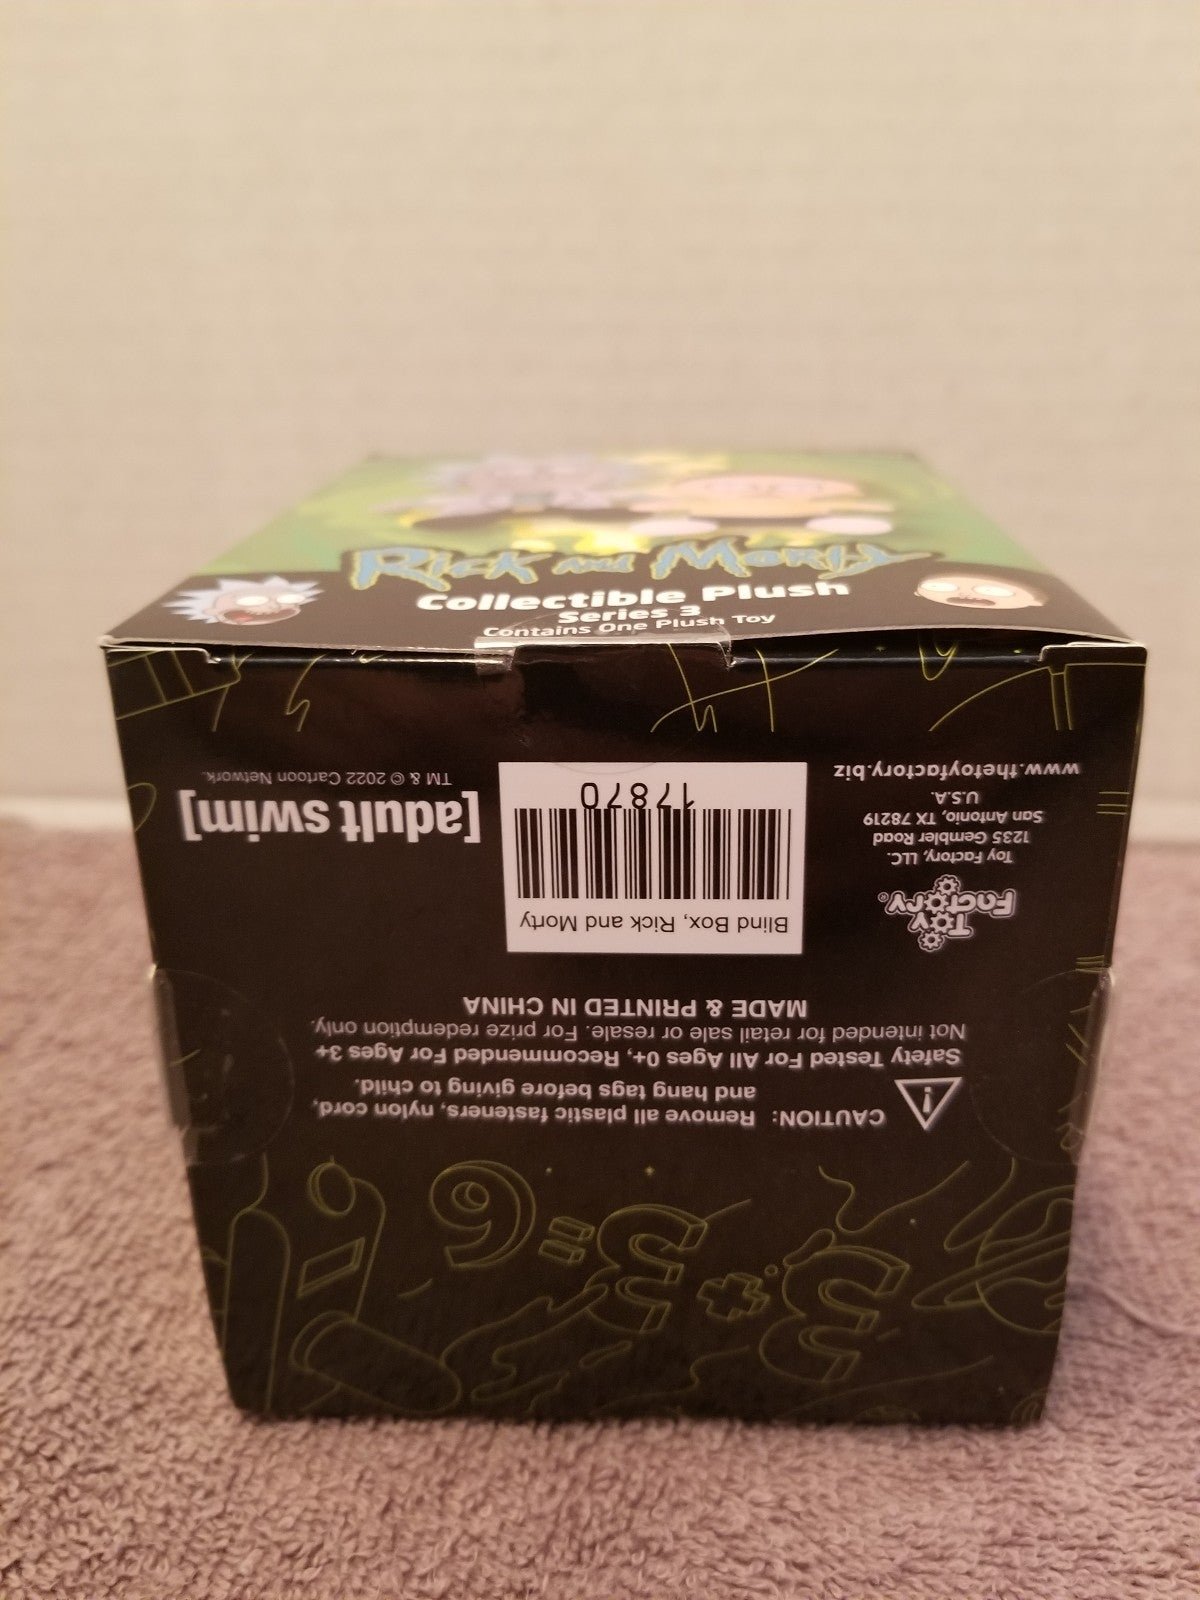 Rick and Morty
Collectible Plush
Series 3
Contains One Plush Toy
CAUTION: Remove all plastic fasteners, nylon cord,
and hang tags before giving to child.
Safety Tested For All Ages 0+, Recommended For Ages 3+
Not intended for retail sale or resale. For prize redemption only.
MADE & PRINTED IN CHINA
Toy
Factory®
Toy Factory, LLC.
1235 Gembler Road
San Antonio, TX 78219
U.S.A.
www.thetoyfactory.biz
Blind Box, Rick and Morty
17870
[adult swim]
TM & © 2022 Cartoon Network.
3*3=9